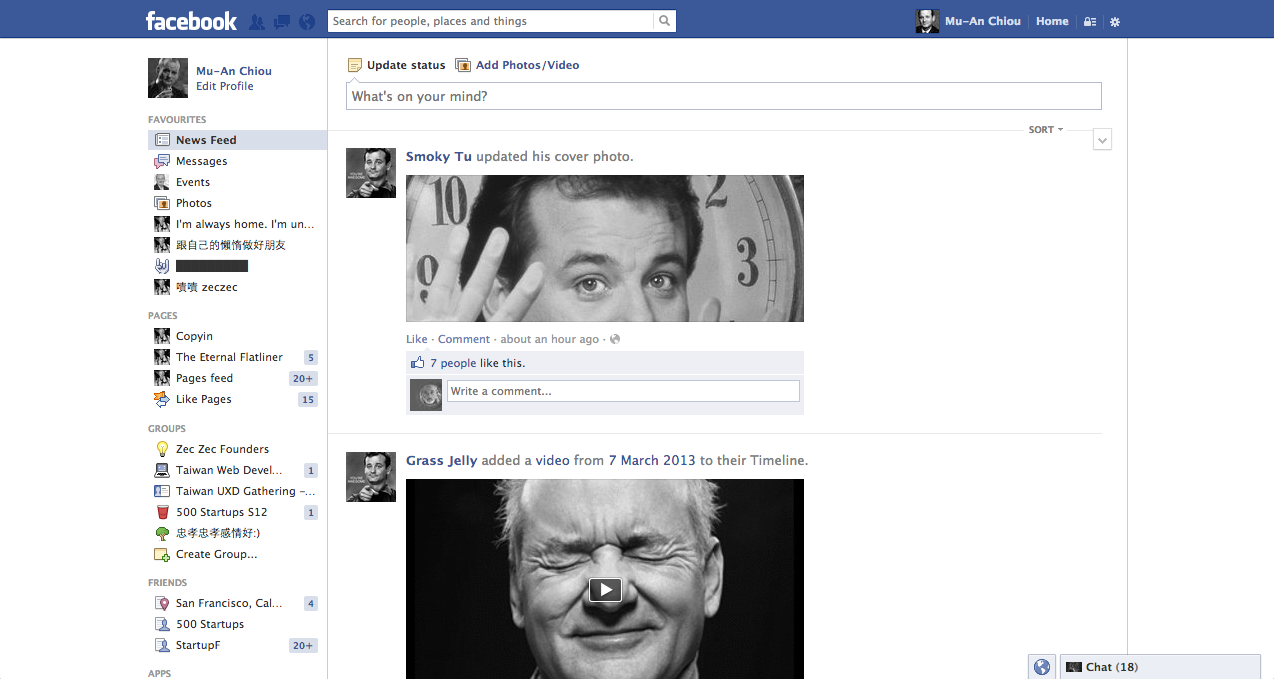 facebook
Search for people, places and things
Mu-An Chiou
Home
Mu-An Chiou
Edit Profile
FAVOURITES
News Feed
Messages
Events
Photos
I'm always home. I'm un...
跟自己的懶惰做好朋友
嘖嘖 zeczec
PAGES
Copyin
The Eternal Flatliner 5
Pages feed 20+
Like Pages 15
GROUPS
Zec Zec Founders
Taiwan Web Devel... 1
Taiwan UXD Gathering -...
500 Startups S12 1
忠孝忠孝感情好:)
Create Group...
FRIENDS
San Francisco, Cal... 4
500 Startups
StartupF 20+
APPS
Update status Add Photos/Video
What's on your mind?
SORT
Smoky Tu updated his cover photo.
10
2
3
9
Like · Comment · about an hour ago ·
7 people like this.
Write a comment...
Grass Jelly added a video from 7 March 2013 to their Timeline.
Chat (18)